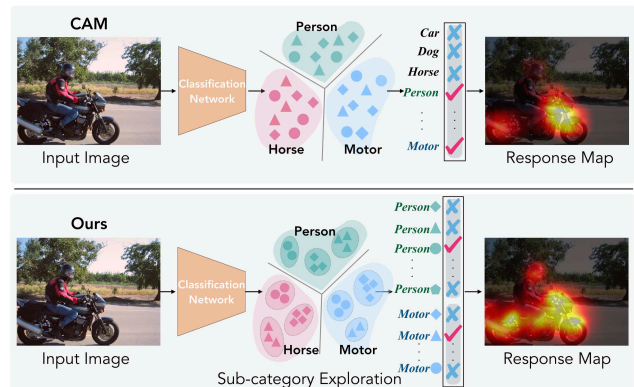 CAM
Input Image
Classification
Network
Person
Horse
Motor
Car
Dog
Horse
Person
Motor
Response Map
Ours
Input Image
Classification
Network
Person
Horse
Motor
Sub-category Exploration
Person
Person
Person
Person
Motor
Motor
Motor
Response Map